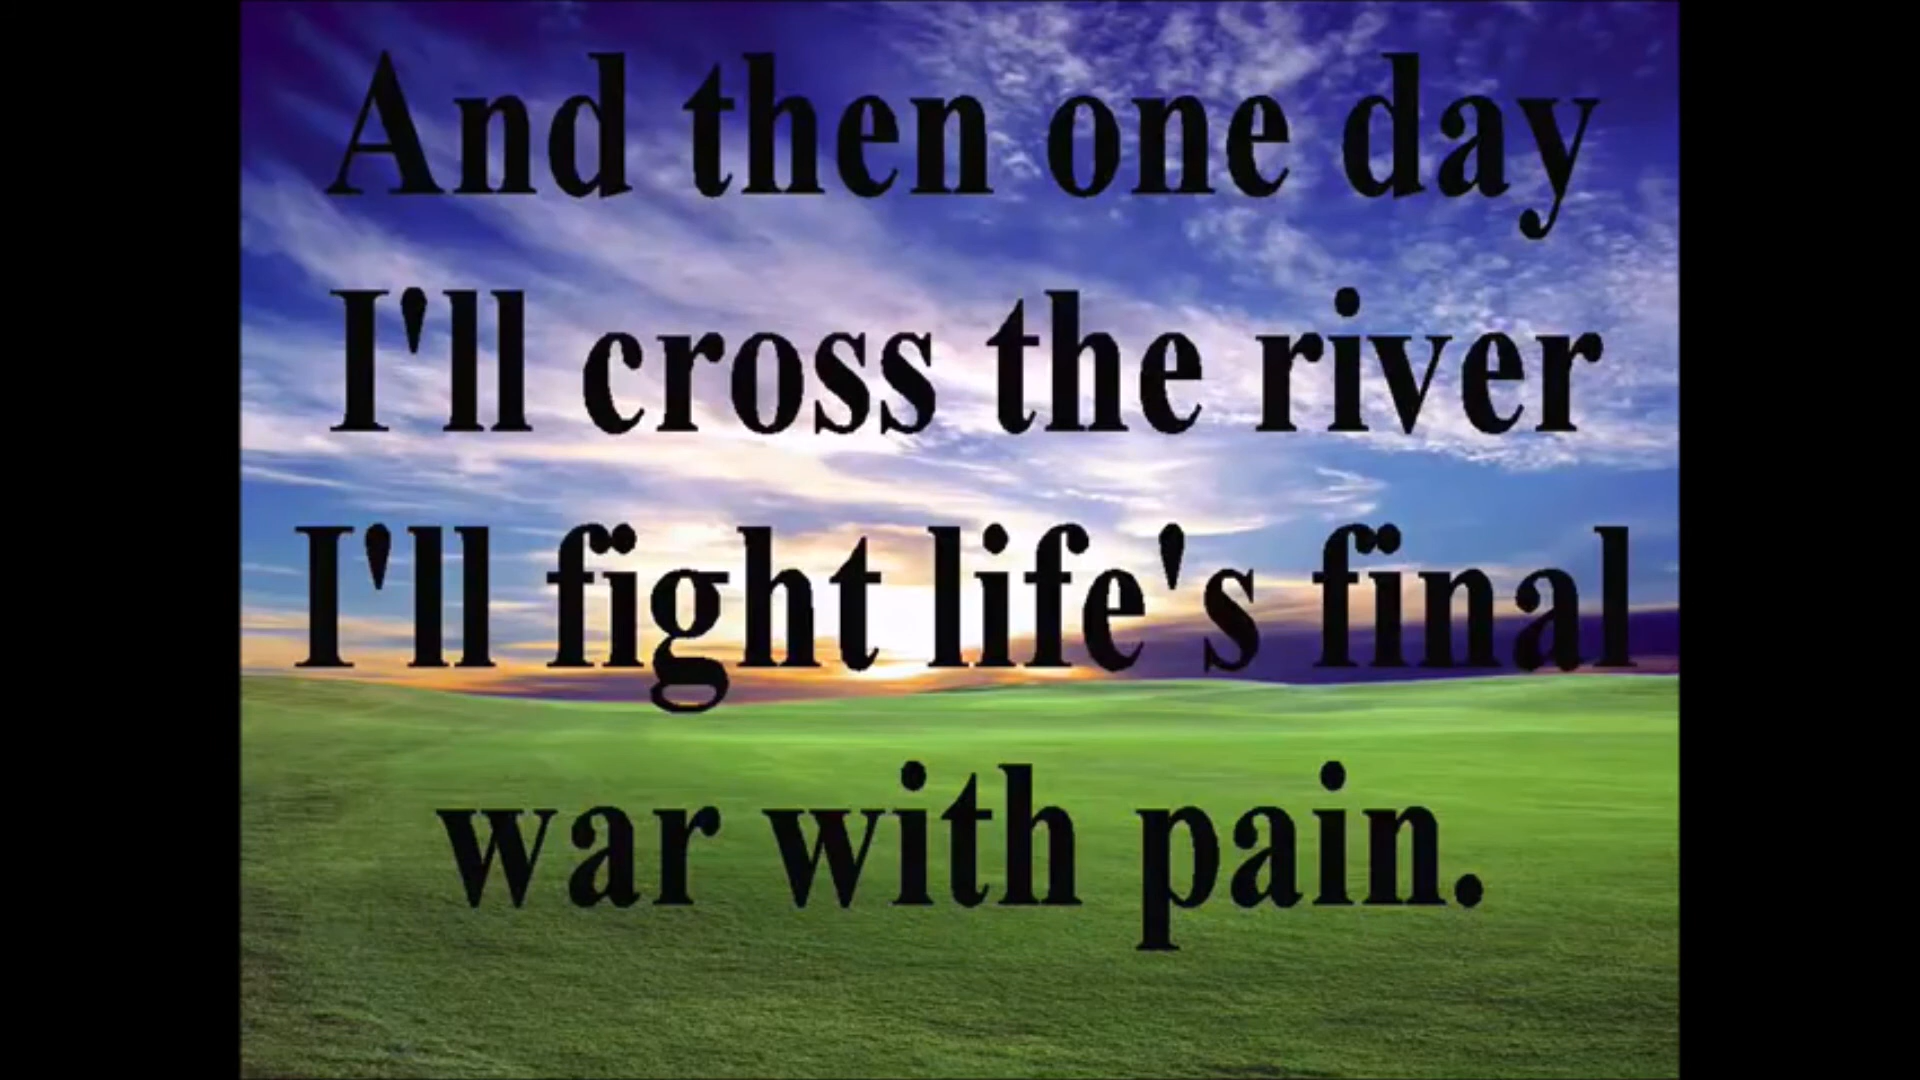 And then one day
I'll cross the river
I'll fight life's final
war with pain.